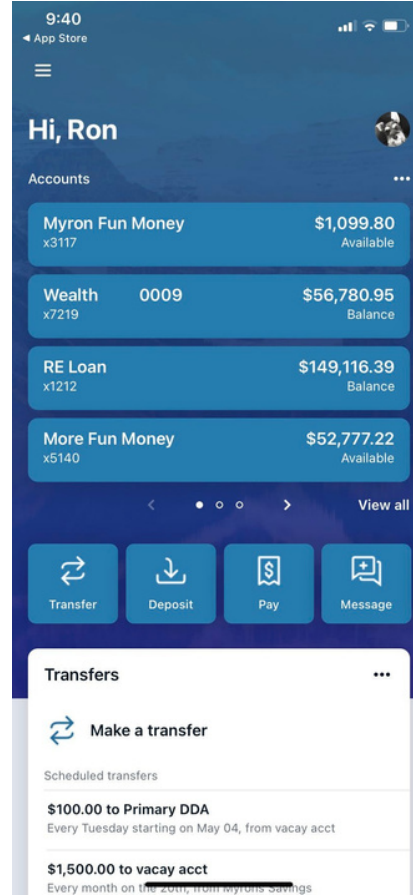 9:40
◄ App Store
Hi, Ron
Accounts
Myron Fun Money $1,099.80
x3117 Available
Wealth 0009 $56,780.95
x7219 Balance
RE Loan $149,116.39
x1212 Balance
More Fun Money $52,777.22
x5140 Available
View all
Transfer Deposit Pay Message
Transfers
Make a transfer
Scheduled transfers
$100.00 to Primary DDA
Every Tuesday starting on May 04, from vacay acct
$1,500.00 to vacay acct
Every month on the 20th, from Myrons Savings